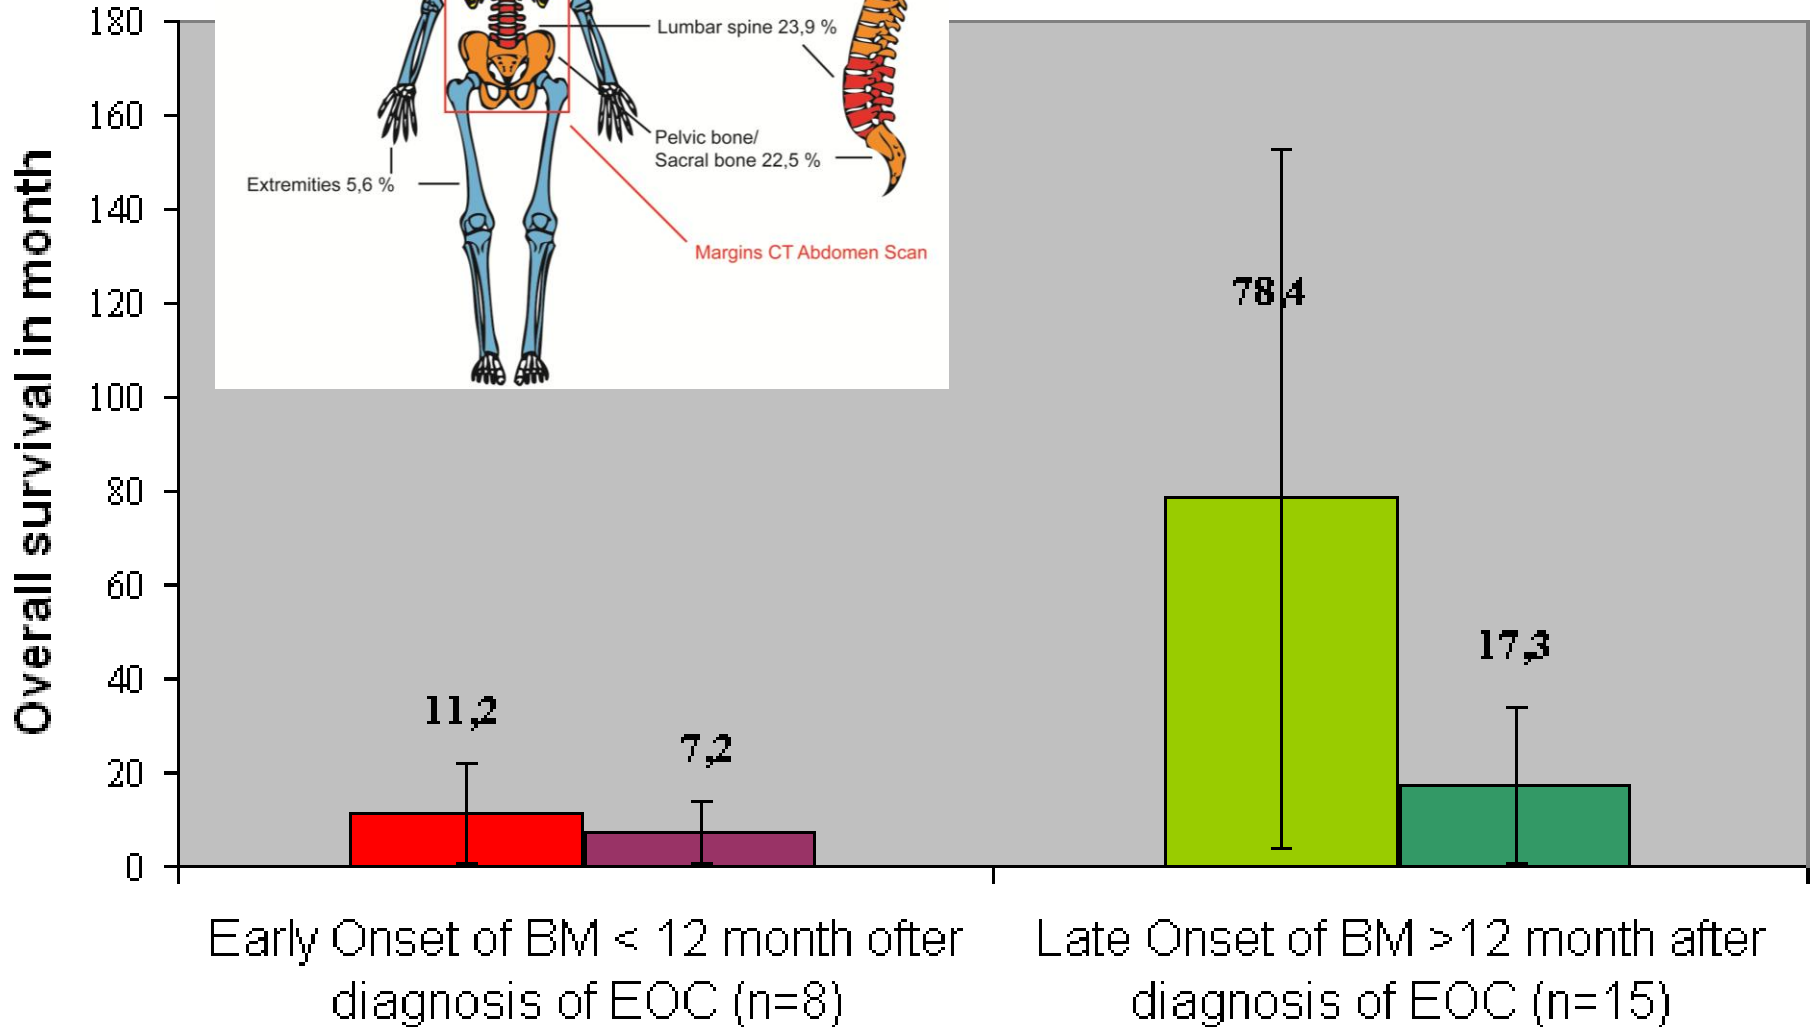 Overall survival in month
180
160
140
120
100
80
60
40
20
0
Lumbar spine 23,9 %
Pelvic bone/
Sacral bone 22,5 %
Extremities 5,6 %
Margins CT Abdomen Scan
11,2
7,2
78,4
17,3
Early Onset of BM < 12 month ofter
diagnosis of EOC (n=8)
Late Onset of BM >12 month after
diagnosis of EOC (n=15)